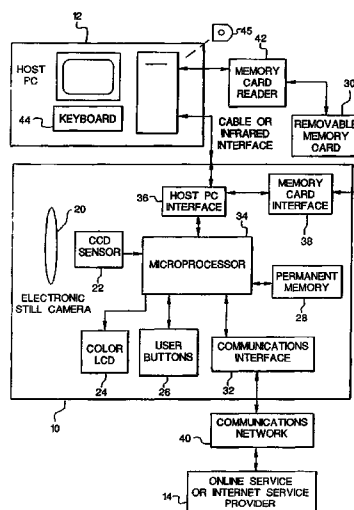 12
45
42
HOST
PC
44
KEYBOARD
MEMORY
CARD
READER
30
REMOVABLE
MEMORY
CARD
CABLE OR
INFRARED
INTERFACE
36
HOST PC
INTERFACE
34
MEMORY
CARD
INTERFACE
38
20
CCD
SENSOR
22
MICROPROCESSOR
PERMANENT
MEMORY
28
ELECTRONIC
STILL CAMERA
COLOR
LCD
24
USER
BUTTONS
26
COMMUNICATIONS
INTERFACE
32
10
40
COMMUNICATIONS
NETWORK
14
ONLINE SERVICE
OR INTERNET SERVICE
PROVIDER